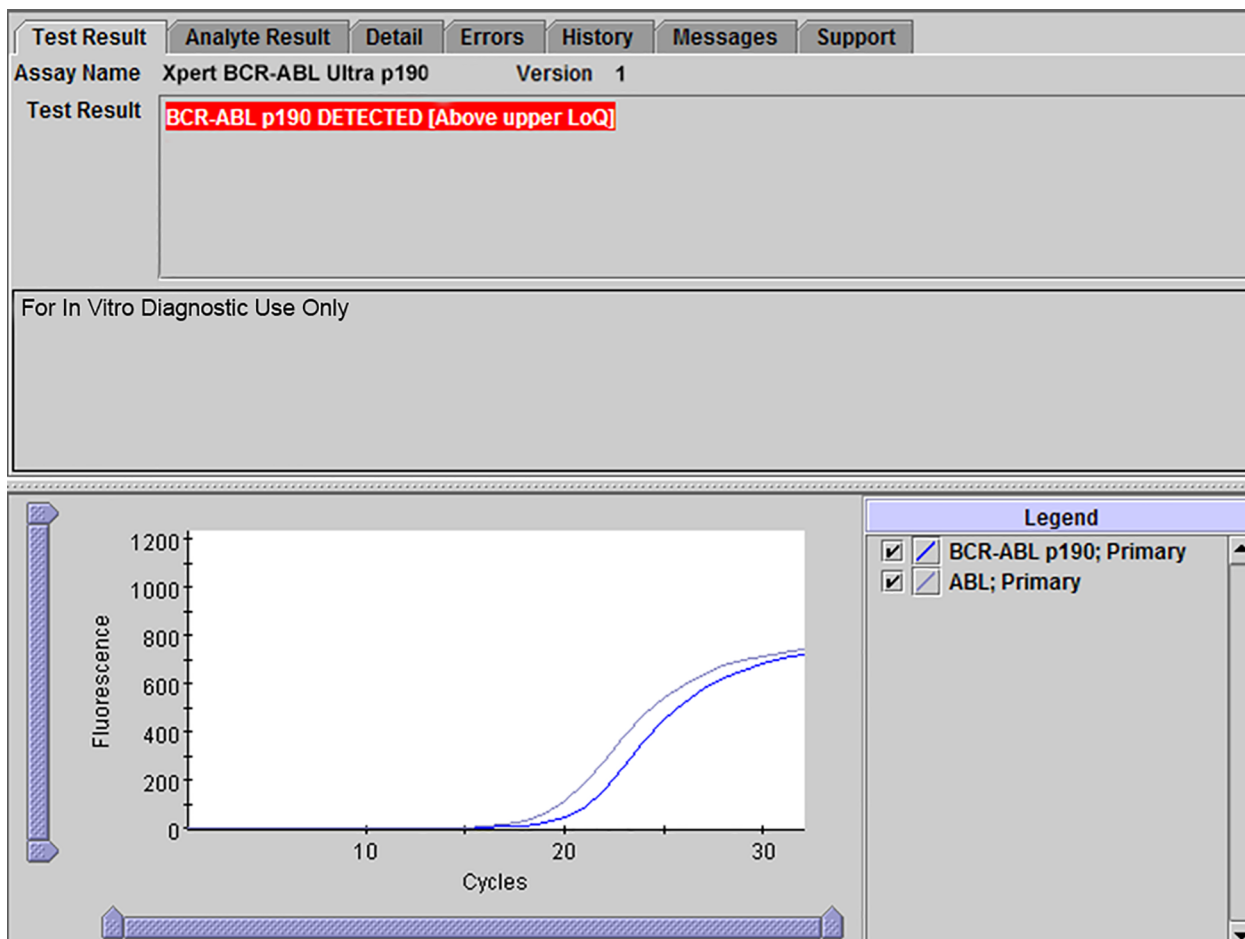 Test Result Analyte Result Detail Errors History Messages Support
Assay Name Xpert BCR-ABL Ultra p190 Version 1
Test Result BCR-ABL p190 DETECTED [Above upper LoQ]
For In Vitro Diagnostic Use Only
Legend
BCR-ABL p190; Primary
ABL; Primary
1200
1000
800
600
400
200
0
Fluorescence
10 20 30
Cycles